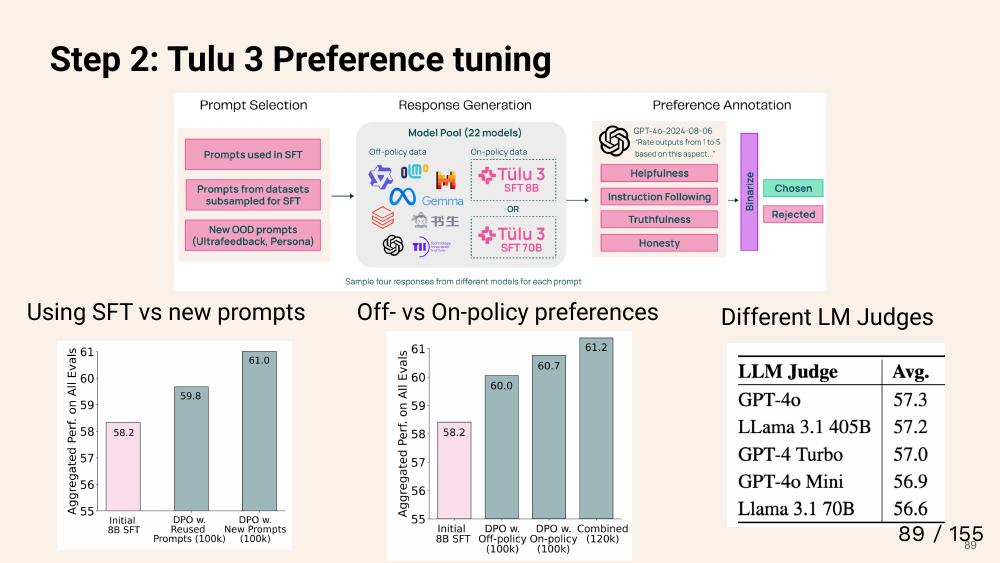 Step 2: Tulu 3 Preference tuning
Prompt Selection
Response Generation
Preference Annotation
Prompts used in SFT
Prompts from datasets
subsampled for SFT
New OOD prompts
(Ultrafeedback, Persona)
Model Pool (22 models)
Off-policy data
On-policy data
OLMo
Gemma
书生
TII
Technology
Innovation
Institute
Tülu 3
SFT 8B
OR
Tülu 3
SFT 70B
Sample four responses from different models for each prompt
GPT-4o-2024-08-06
"Rate outputs from 1 to 5
based on this aspect..."
Helpfulness
Instruction Following
Truthfulness
Honesty
Binarize
Chosen
Rejected
Using SFT vs new prompts
Aggregated Perf. on All Evals
61
60
59
58
57
56
55
58.2
59.8
61.0
Initial
8B SFT
DPO w.
Reused
Prompts (100k)
DPO w.
New Prompts
(100k)
Off- vs On-policy preferences
Aggregated Perf. on All Evals
61
60
59
58
57
56
55
58.2
60.0
60.7
61.2
Initial
8B SFT
DPO w.
Off-policy
(100k)
DPO w.
On-policy
(100k)
Combined
(120k)
Different LM Judges
LLM Judge Avg.
GPT-4o 57.3
LLama 3.1 405B 57.2
GPT-4 Turbo 57.0
GPT-4o Mini 56.9
Llama 3.1 70B 56.6
89 / 155
89